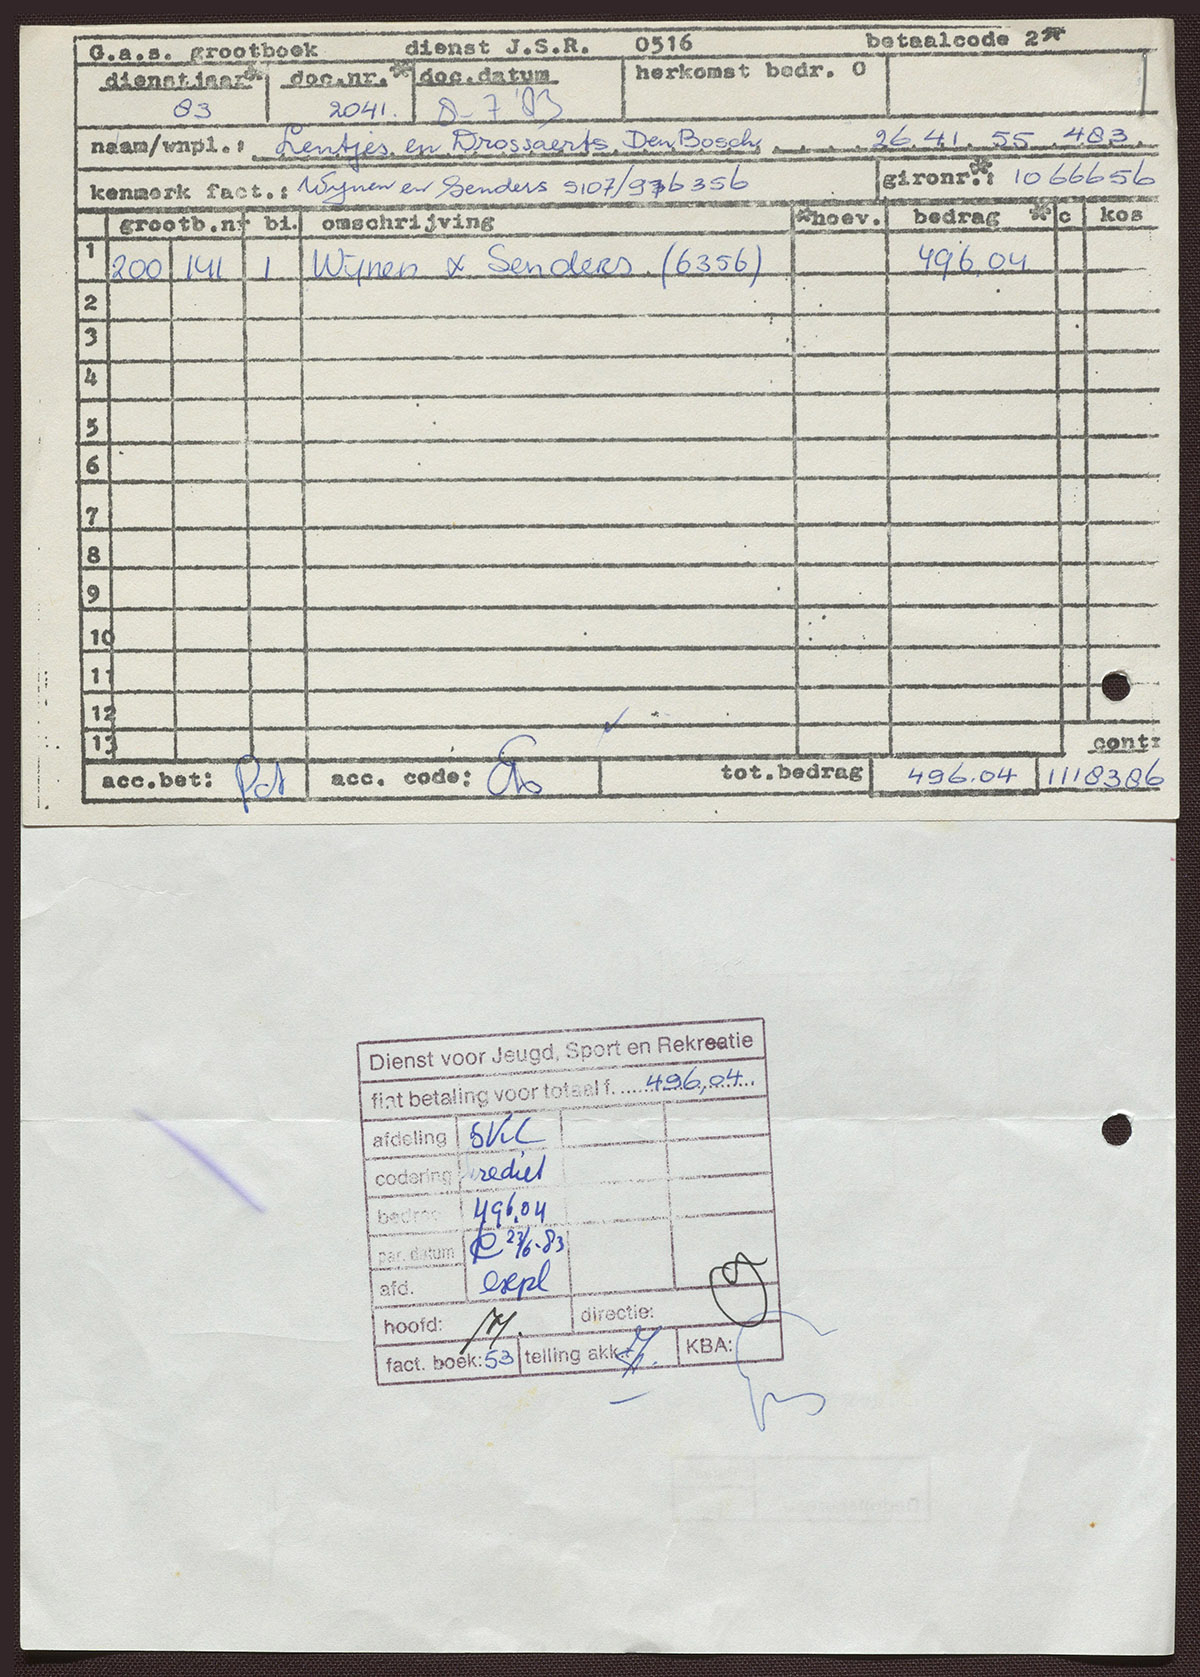 G.a.s. grootboek dienst J.S.R. 0516 betaalcode 2*
dienstjaar* doc.nr.* doc.datum herkomst bedr. 0
83 2041. 8-7'83
naam/wnpl.: Lentjes en Drossaerts Den Bosch 26.41.55.483.
kenmerk fact.: Wijnen en Senders 5107/936356 gironr.*: 1066656
grootb.nr bi. omschrijving *hoev. bedrag * c kos
1 200 141 1 Wijnen & Senders (6356) 496,04
2
3
4
5
6
7
8
9
10
11
12
13 contr
acc.bet: acc. code: tot.bedrag 496.04 1118386
Dienst voor Jeugd, Sport en Rekreatie
fiat betaling voor totaal f. 496,04
afdeling
codering krediet
bedrag 496.04
par. datum 23/6-83
afd. expl
hoofd: directie:
fact. boek: 53 telling akk.: KBA: